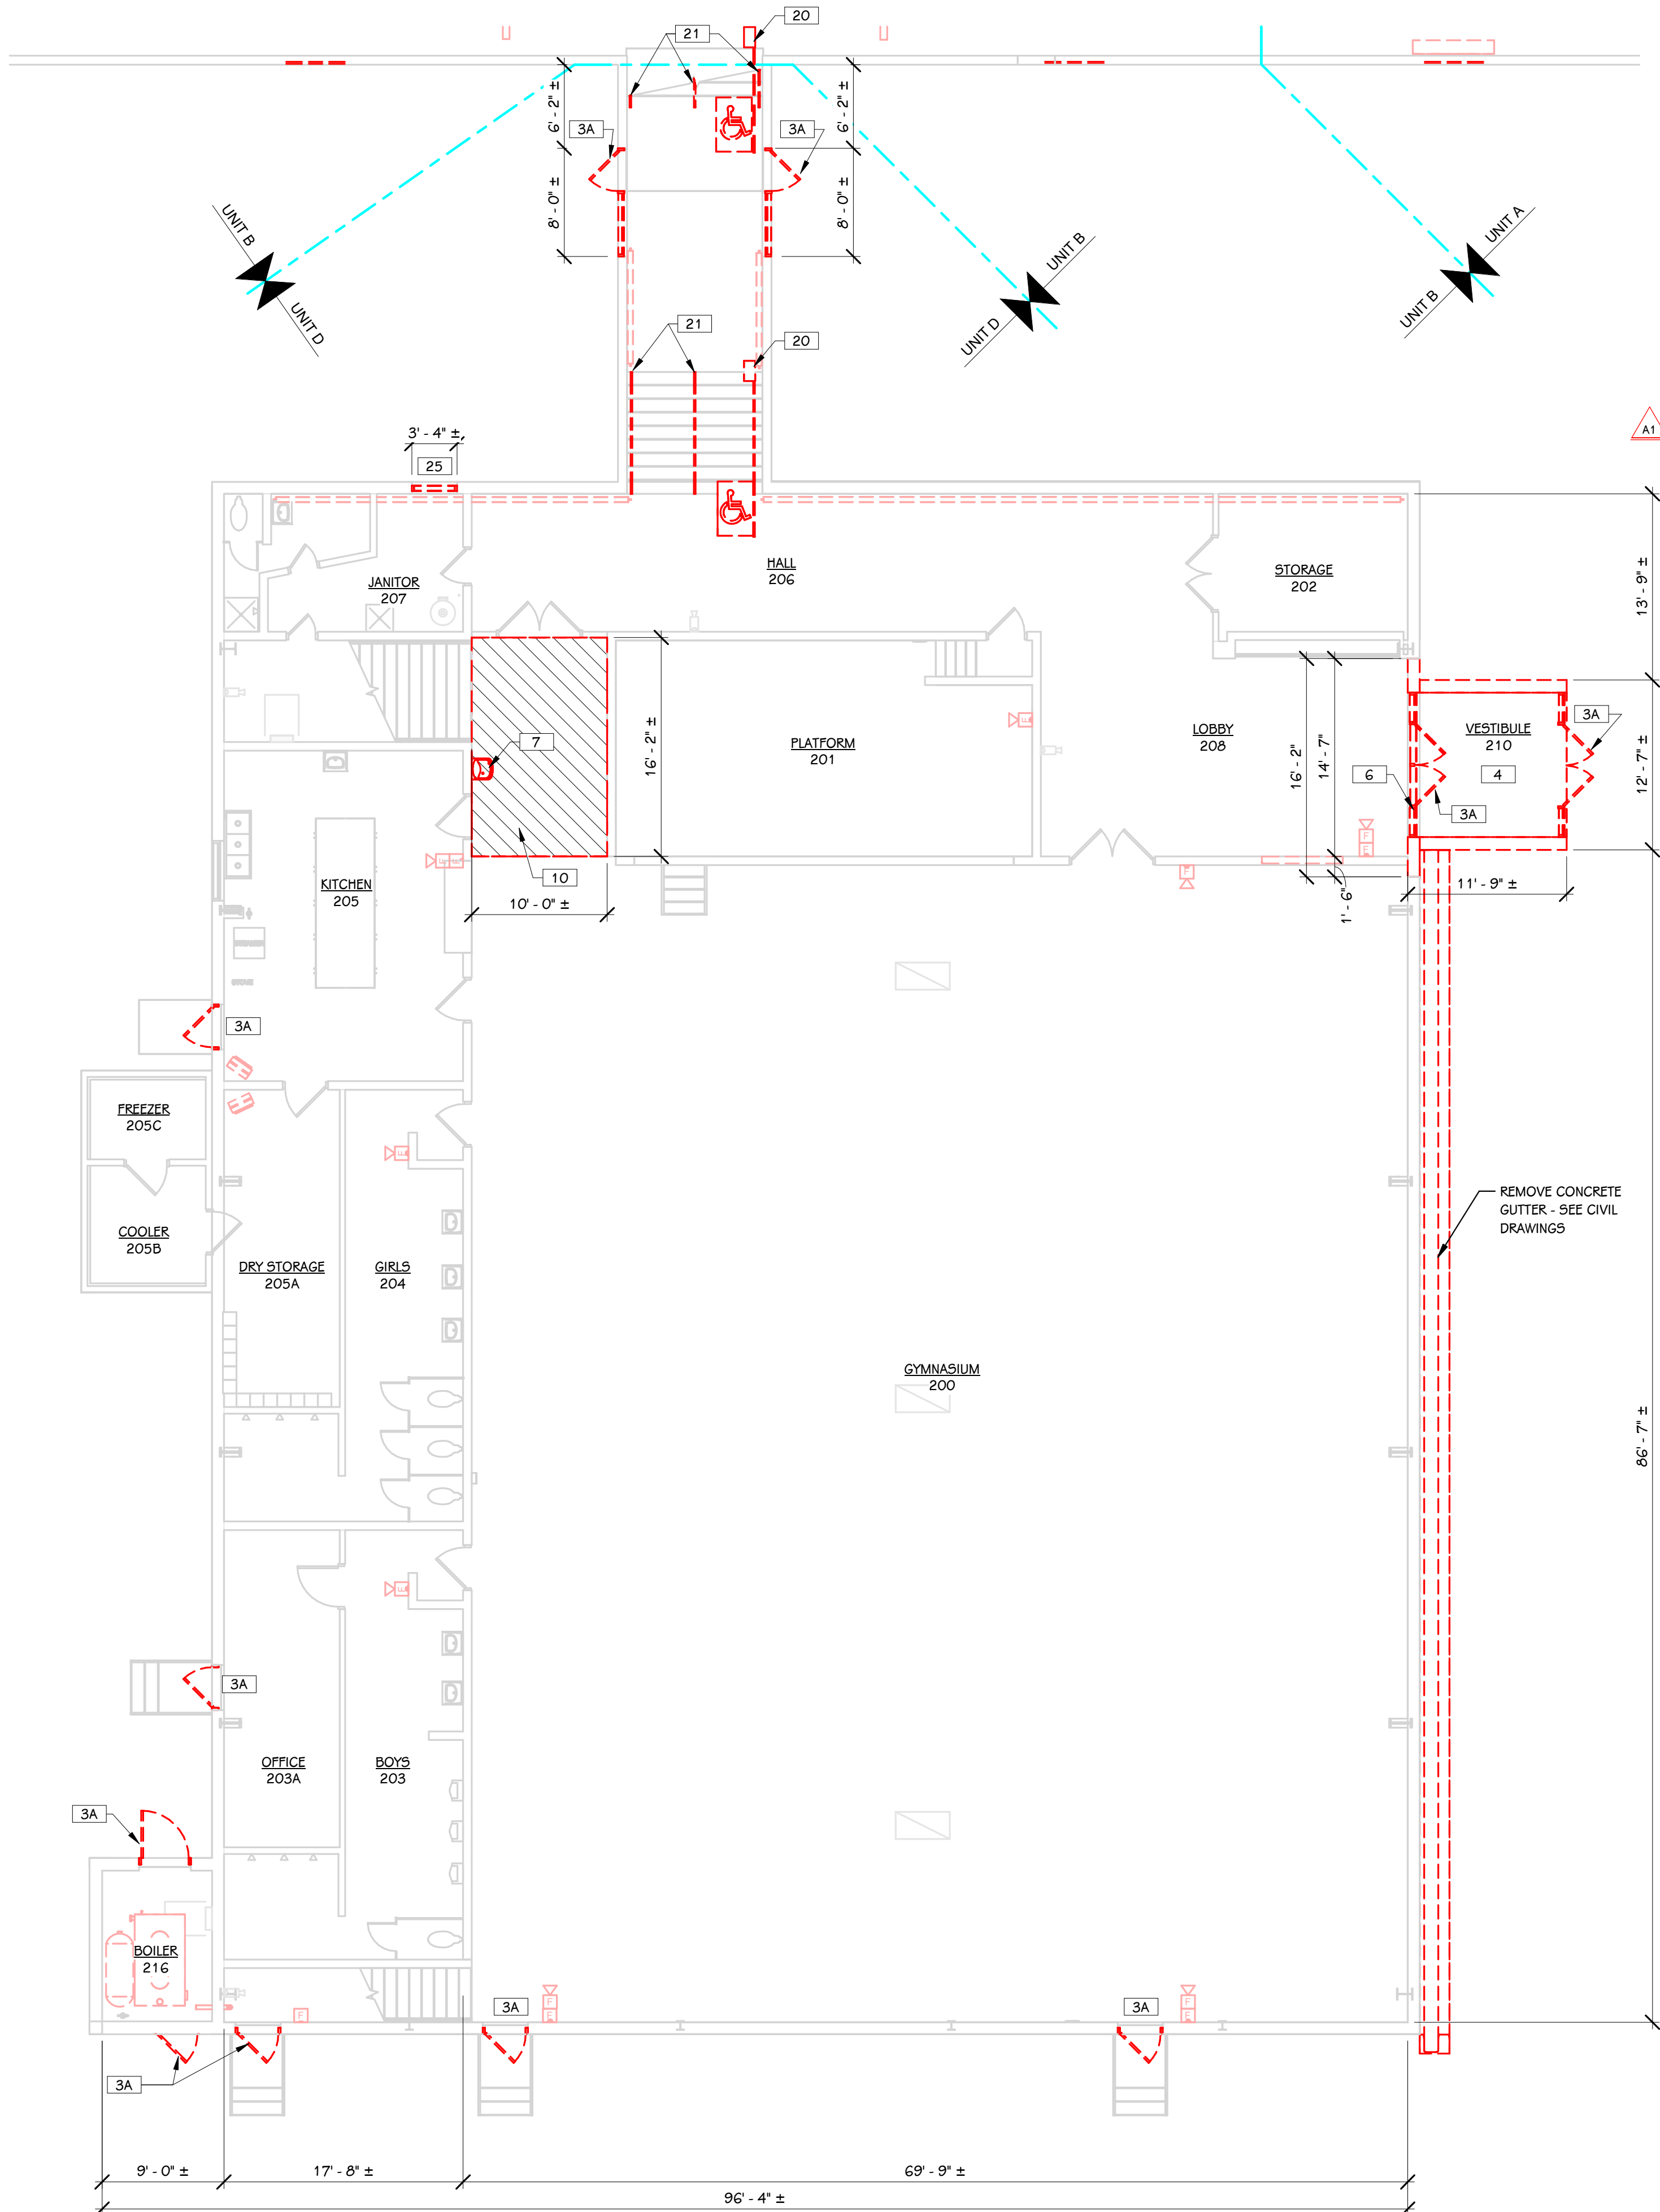 20
21
6' - 2" ±
3A
8' - 0" ±
3A
6' - 2" ±
8' - 0" ±
UNIT B
UNIT D
UNIT B
UNIT D
UNIT A
UNIT B
21
20
A1
3' - 4" ±
25
HALL
206
STORAGE
202
JANITOR
207
13' - 9" ±
16' - 2" ±
7
10
10' - 0" ±
PLATFORM
201
LOBBY
208
16' - 2"
14' - 7"
1' - 6"
6
VESTIBULE
210
4
3A
3A
12' - 7" ±
11' - 9" ±
F
F
F
F
KITCHEN
205
3A
FREEZER
205C
COOLER
205B
DRY STORAGE
205A
GIRLS
204
REMOVE CONCRETE
GUTTER - SEE CIVIL
DRAWINGS
GYMNASIUM
200
86' - 7" ±
3A
OFFICE
203A
BOYS
203
3A
BOILER
216
F
3A
F
F
3A
F
F
3A
9' - 0" ±
17' - 8" ±
69' - 9" ±
96' - 4" ±